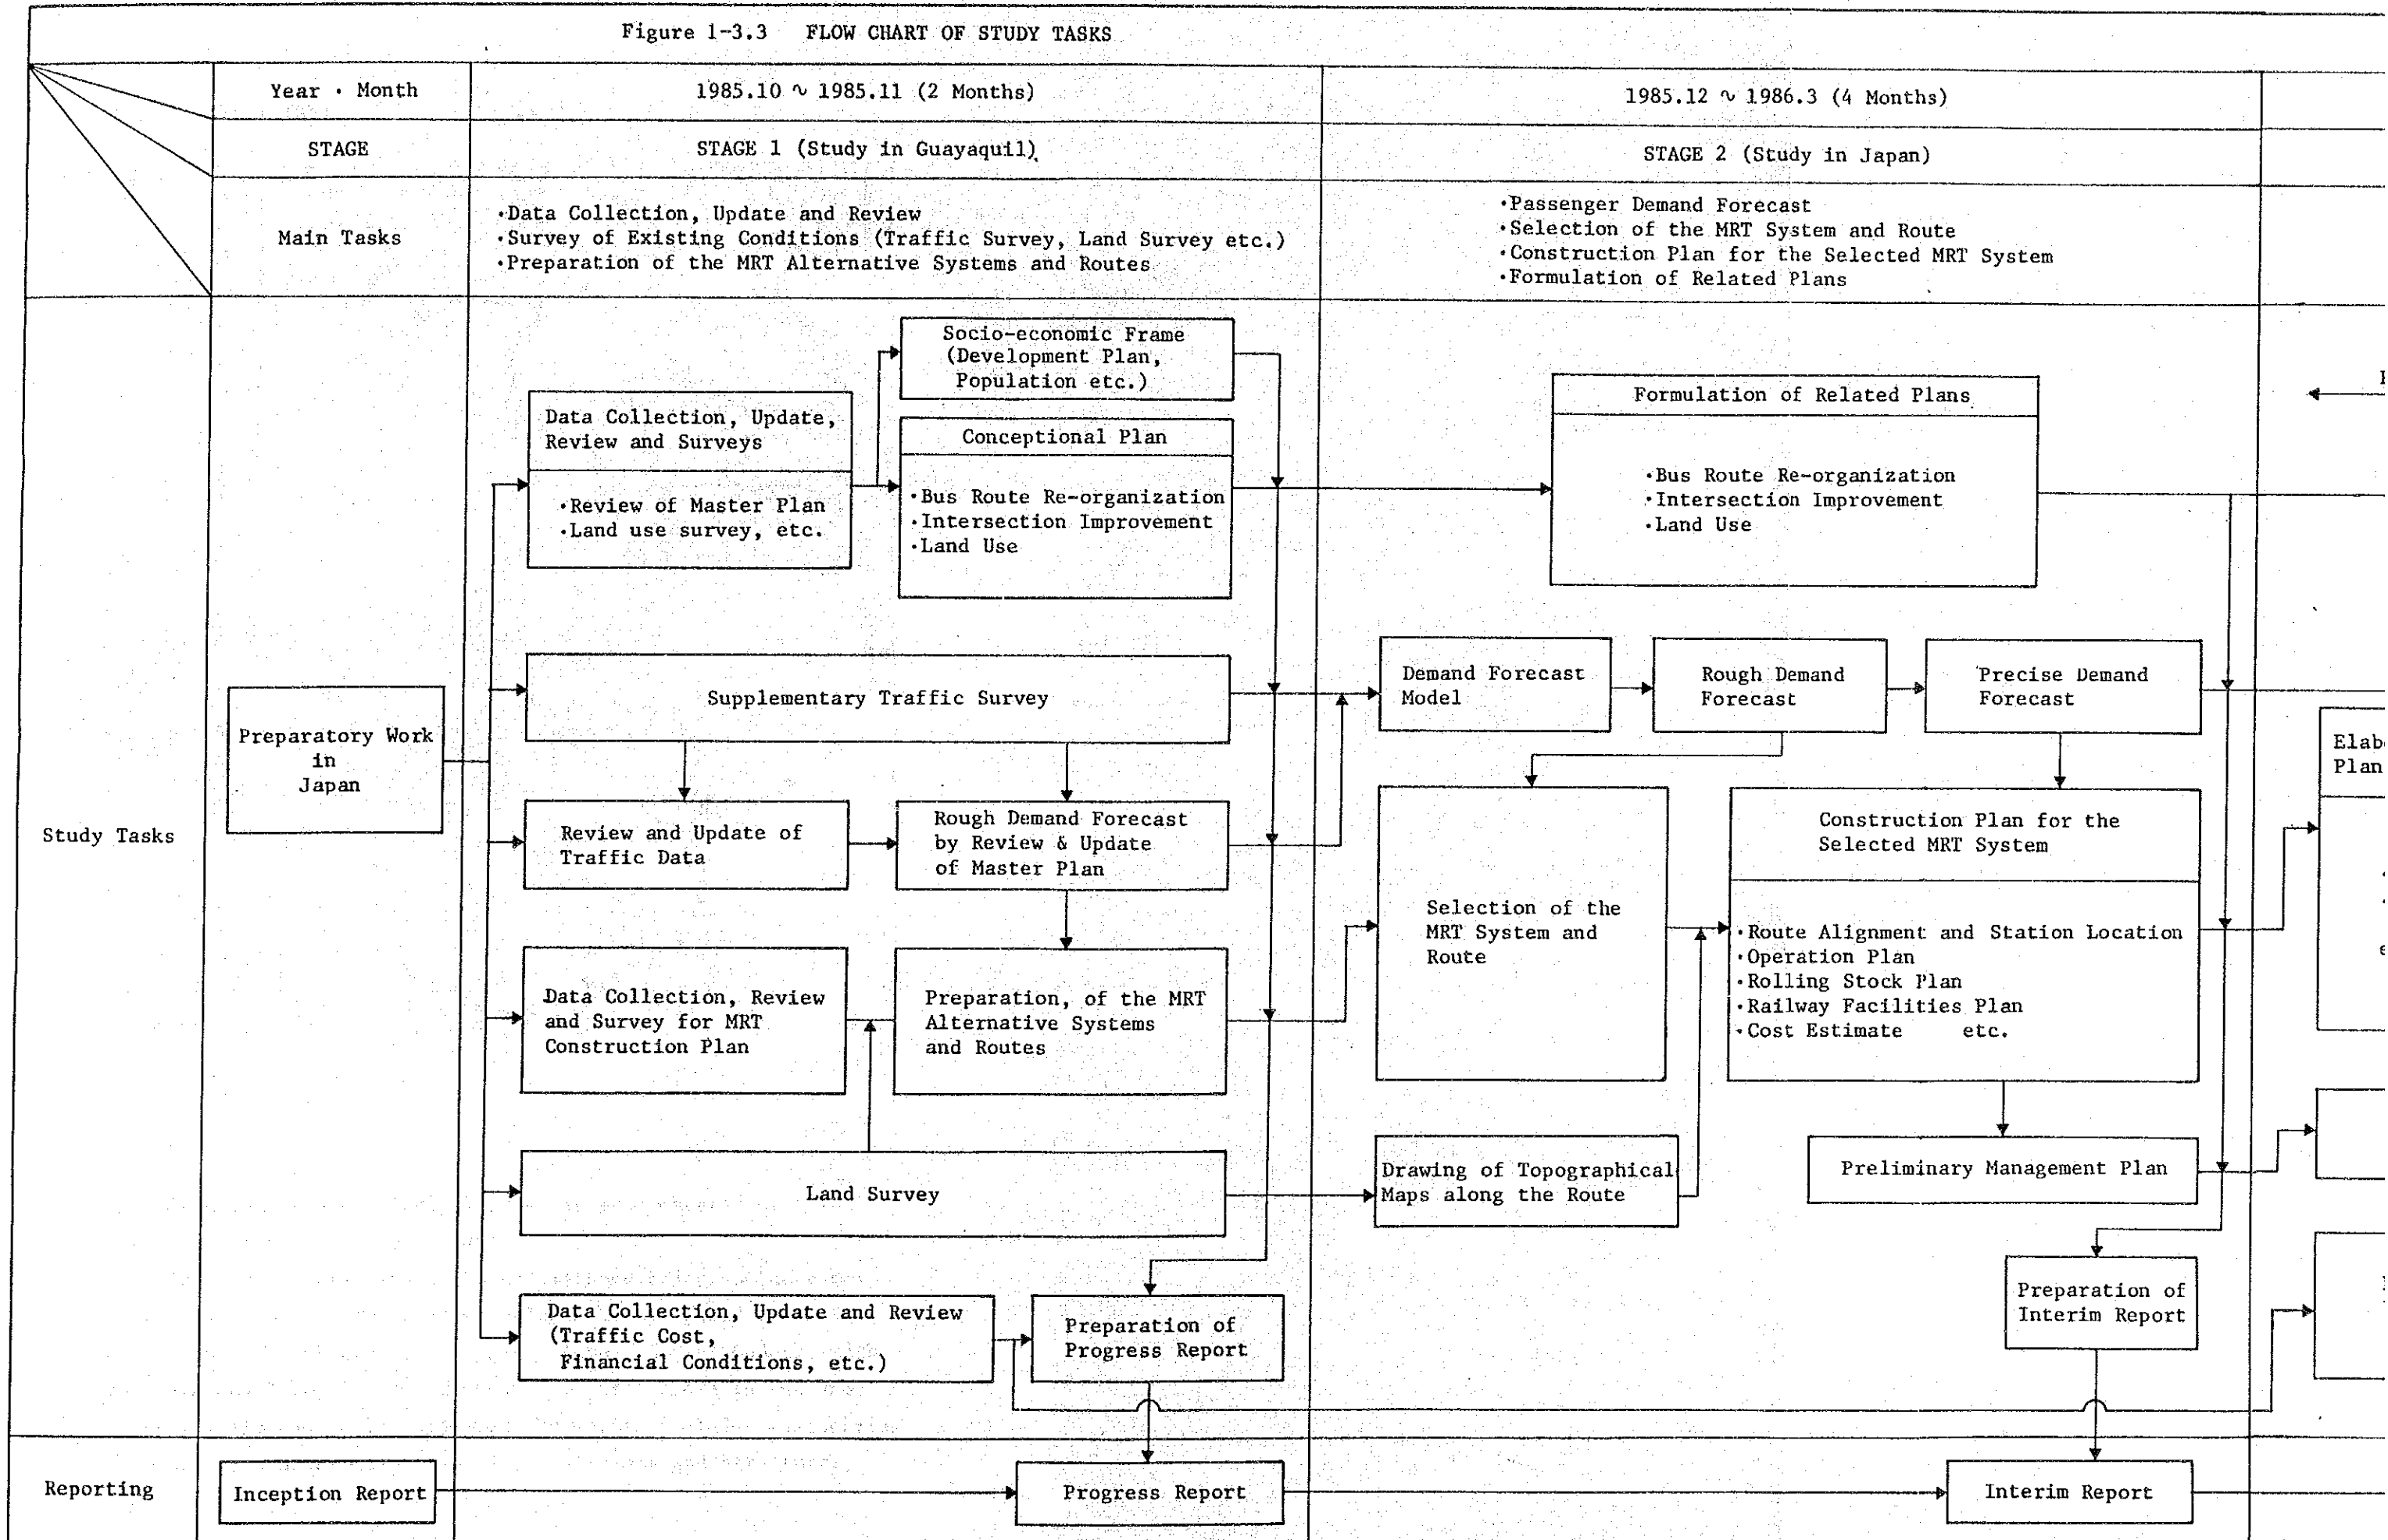 Figure 1-3.3 FLOW CHART OF STUDY TASKS
Year · Month
1985.10 ∿ 1985.11 (2 Months)
1985.12 ∿ 1986.3 (4 Months)
STAGE
STAGE 1 (Study in Guayaquil)
STAGE 2 (Study in Japan)
Main Tasks
·Data Collection, Update and Review
·Survey of Existing Conditions (Traffic Survey, Land Survey etc.)
·Preparation of the MRT Alternative Systems and Routes
·Passenger Demand Forecast
·Selection of the MRT System and Route
·Construction Plan for the Selected MRT System
·Formulation of Related Plans
Study Tasks
Preparatory Work
in
Japan
Data Collection, Update,
Review and Surveys
·Review of Master Plan
·Land use survey, etc.
Socio-economic Frame
(Development Plan,
Population etc.)
Conceptional Plan
·Bus Route Re-organization
·Intersection Improvement
·Land Use
Formulation of Related Plans
·Bus Route Re-organization
·Intersection Improvement
·Land Use
Supplementary Traffic Survey
Demand Forecast
Model
Rough Demand
Forecast
Precise Demand
Forecast
Review and Update of
Traffic Data
Rough Demand Forecast
by Review & Update
of Master Plan
Selection of the
MRT System and
Route
Construction Plan for the
Selected MRT System
·Route Alignment and Station Location
·Operation Plan
·Rolling Stock Plan
·Railway Facilities Plan
·Cost Estimate etc.
Elab
Plan
Data Collection, Review
and Survey for MRT
Construction Plan
Preparation, of the MRT
Alternative Systems
and Routes
Land Survey
Drawing of Topographical
Maps along the Route
Preliminary Management Plan
Data Collection, Update and Review
(Traffic Cost,
Financial Conditions, etc.)
Preparation of
Progress Report
Preparation of
Interim Report
Reporting
Inception Report
Progress Report
Interim Report